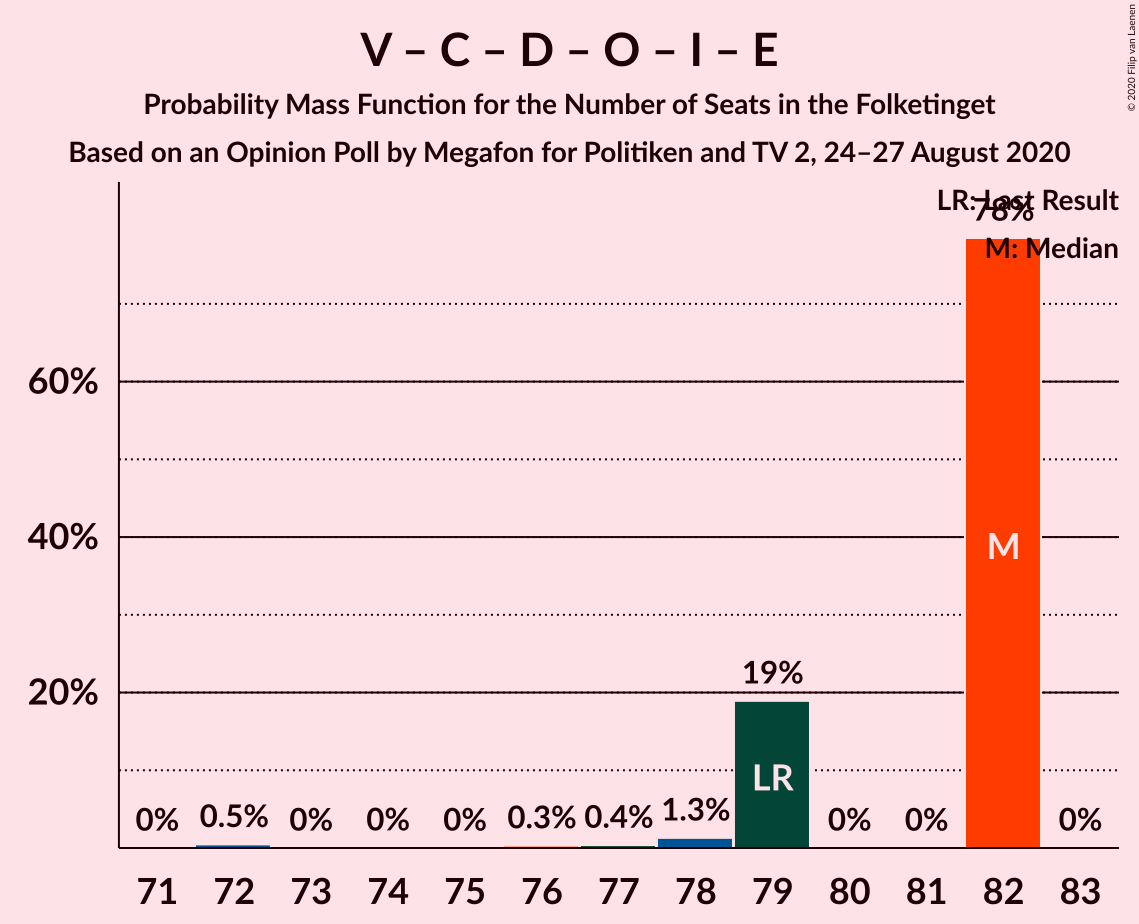 V – C – D – O – I – E
Probability Mass Function for the Number of Seats in the Folketinget
Based on an Opinion Poll by Megafon for Politiken and TV 2, 24–27 August 2020
© 2020 Filip van Laenen
LR: Last Result
78%
M: Median
60%
40%
M
20%
19%
LR
0% 0.5% 0% 0% 0% 0.3% 0.4% 1.3% 0% 0% 0%
71 72 73 74 75 76 77 78 79 80 81 82 83